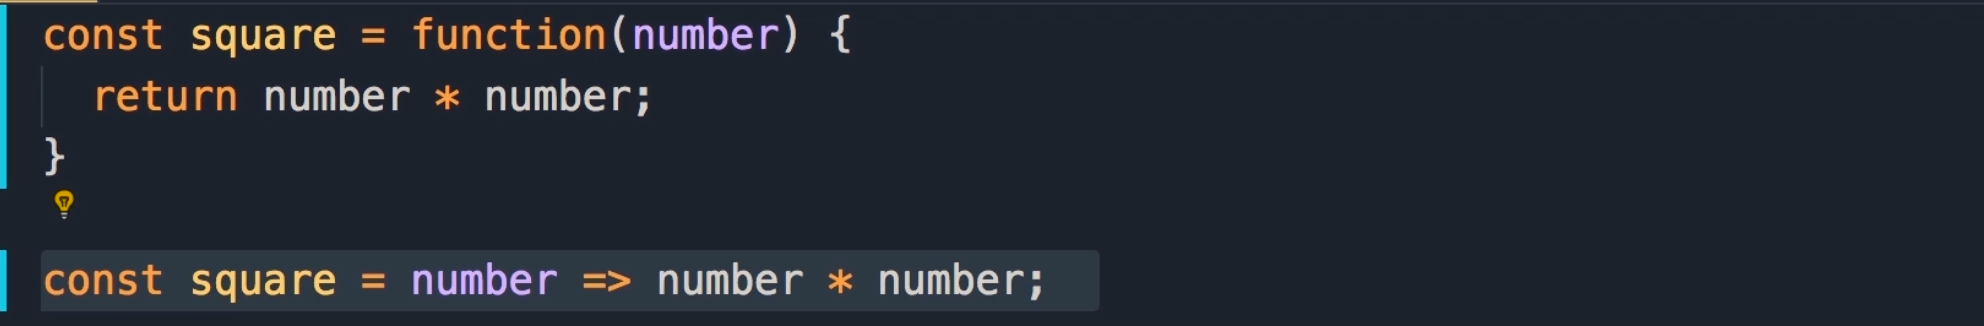 const square = function(number) {
  return number * number;
}
const square = number => number * number;